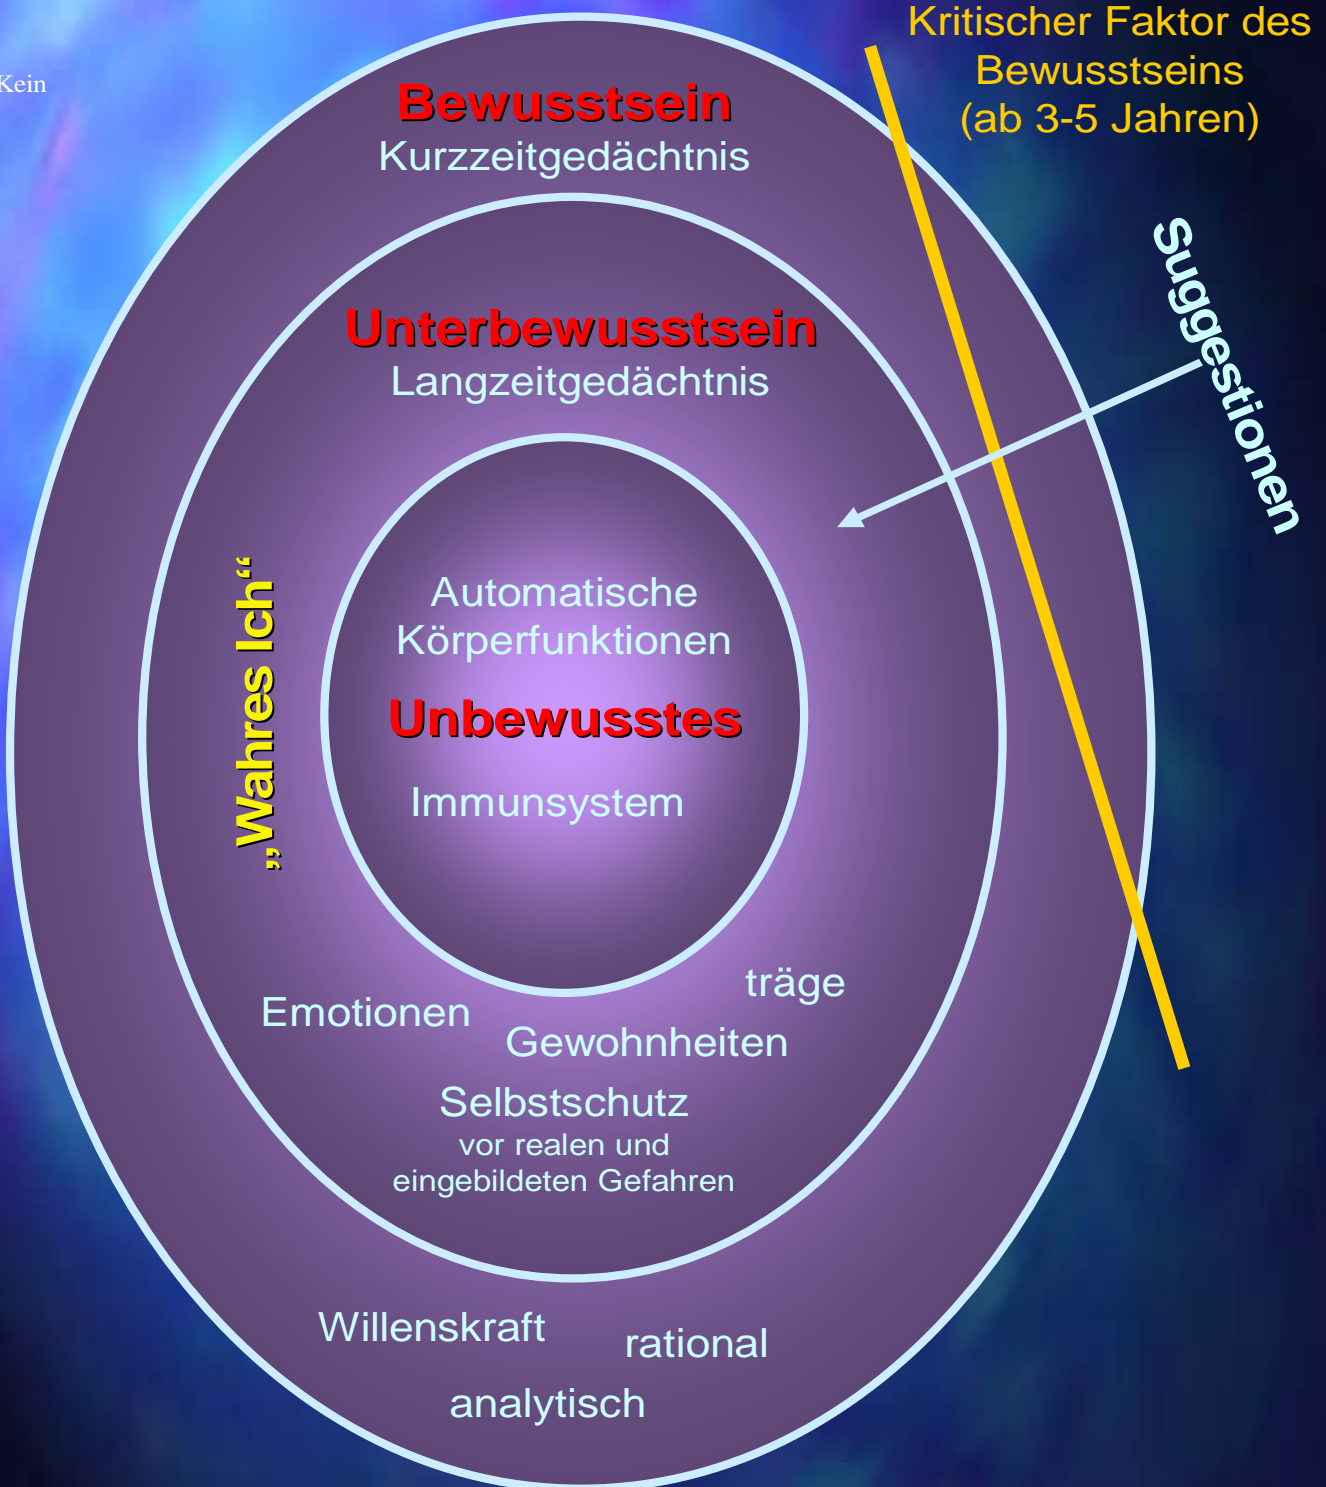 Kritischer Faktor des
Bewusstseins
(ab 3-5 Jahren)
Kein
Bewusstsein
Kurzzeitgedächtnis
Suggestionen
Unterbewusstsein
Langzeitgedächtnis
„Wahres Ich“
Automatische
Körperfunktionen
Unbewusstes
Immunsystem
träge
Emotionen
Gewohnheiten
Selbstschutz
vor realen und
eingebildeten Gefahren
Willenskraft
rational
analytisch